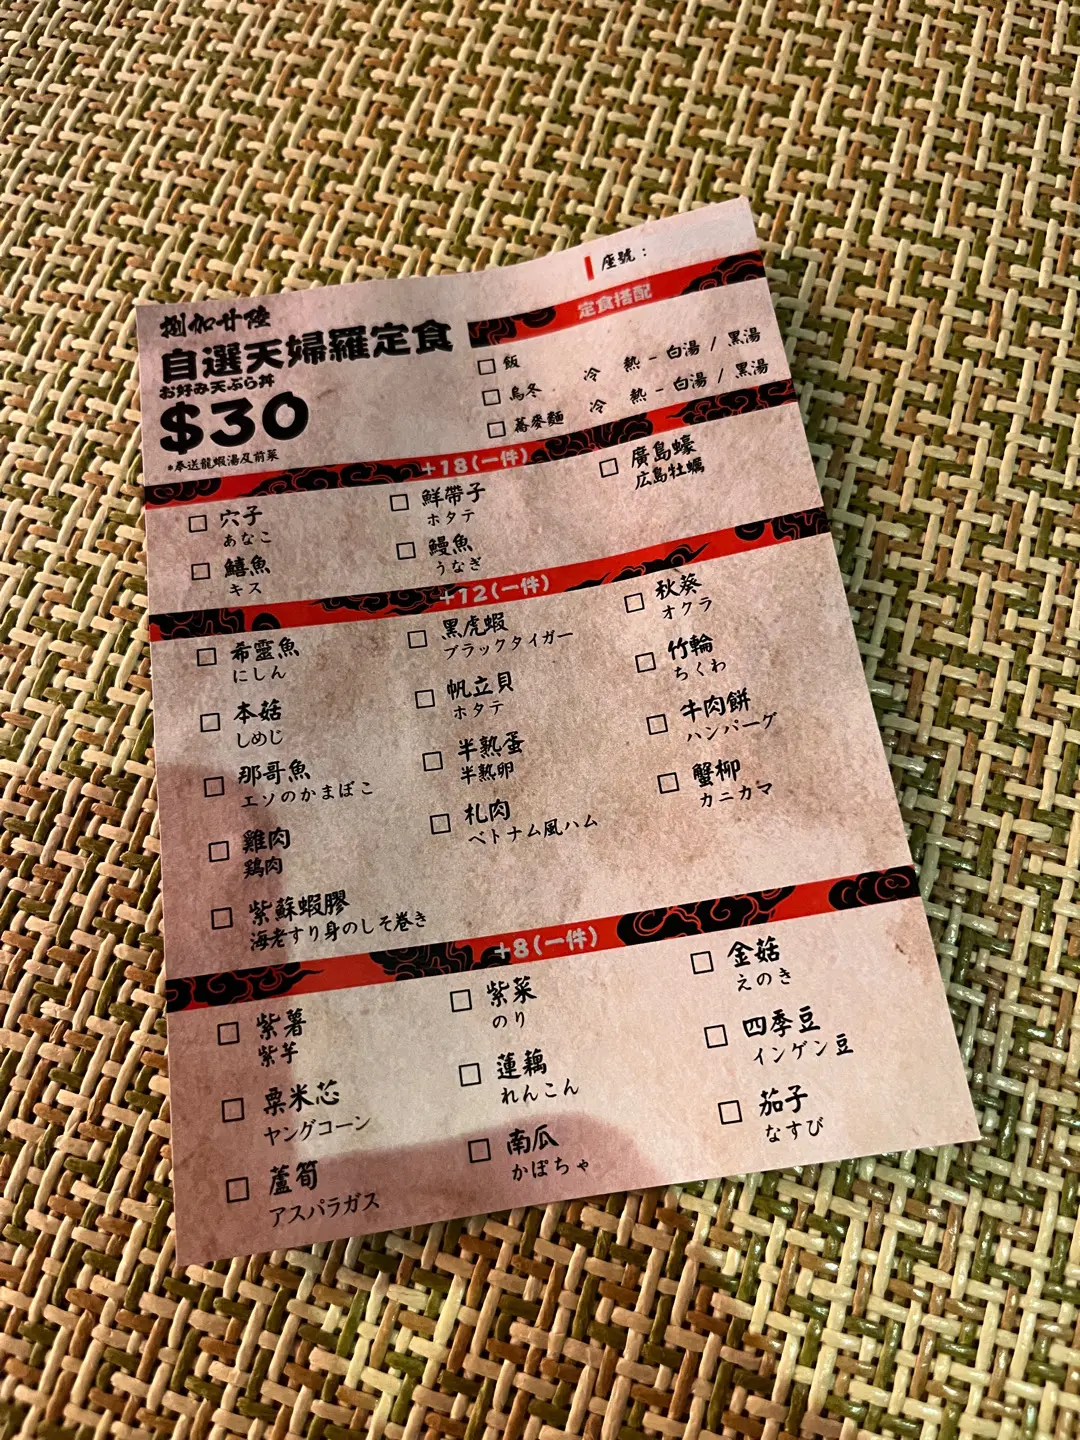 座號：
捌加廿陸
自選天婦羅定食
お好み天ぷら丼
$30
*奉送龍蝦湯及前菜
定食搭配
□ 飯
□ 烏冬 冷 熱 - 白湯 / 黑湯
□ 蕎麥麵 冷 熱 - 白湯 / 黑湯
+18(一件)
□ 穴子
あなこ
□ 鱚魚
キス
□ 鮮帶子
ホタテ
□ 鰻魚
うなぎ
□ 廣島蠔
広島牡蠣
+12(一件)
□ 希靈魚
にしん
□ 本菇
しめじ
□ 那哥魚
エソのかまぼこ
□ 雞肉
鶏肉
□ 紫蘇蝦膠
海老すり身のしそ巻き
□ 黑虎蝦
ブラックタイガー
□ 帆立貝
ホタテ
□ 半熟蛋
半熟卵
□ 札肉
ベトナム風ハム
□ 秋葵
オクラ
□ 竹輪
ちくわ
□ 牛肉餅
ハンバーグ
□ 蟹柳
カニカマ
+8(一件)
□ 紫薯
紫芋
□ 粟米芯
ヤングコーン
□ 蘆筍
アスパラガス
□ 紫菜
のり
□ 蓮藕
れんこん
□ 南瓜
かぼちゃ
□ 金菇
えのき
□ 四季豆
インゲン豆
□ 茄子
なすび